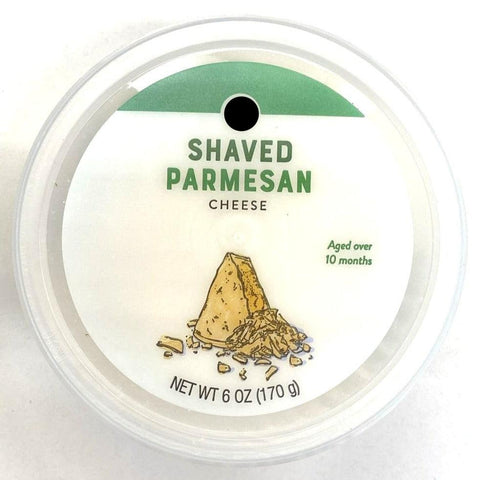 SHAVED
PARMESAN
CHEESE
Aged over
10 months
NET WT 6 OZ (170 g)